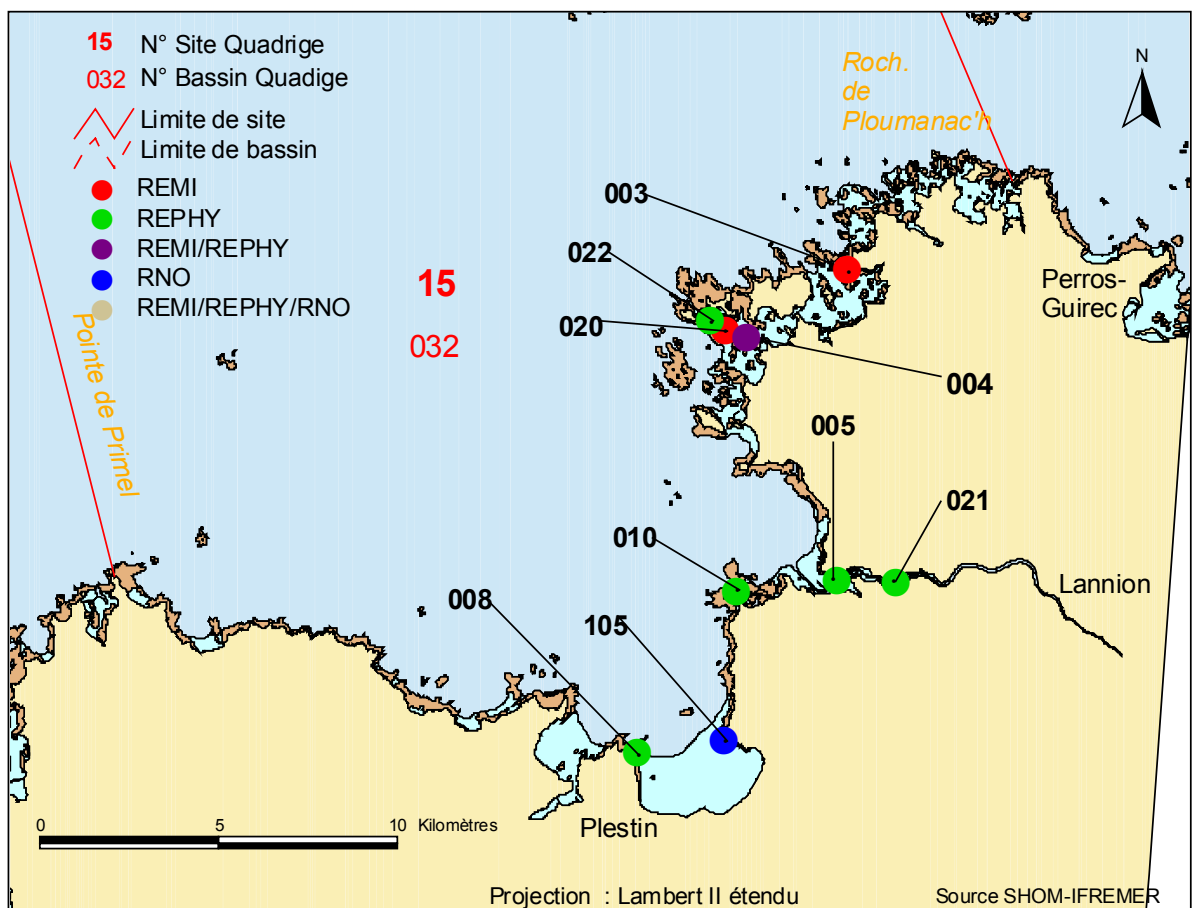 15 N° Site Quadrige
032 N° Bassin Quadige
Limite de site
Limite de bassin
REMI
REPHY
REMI/REPHY
RNO
REMI/REPHY/RNO
Roch.
de
Ploumanac'h
N
003
022
15
Perros-
Guirec
020
032
004
Pointe de Primel
005
021
010
Lannion
008
105
0 5 10 Kilomètres
Plestin
Projection : Lambert II étendu
Source SHOM-IFREMER